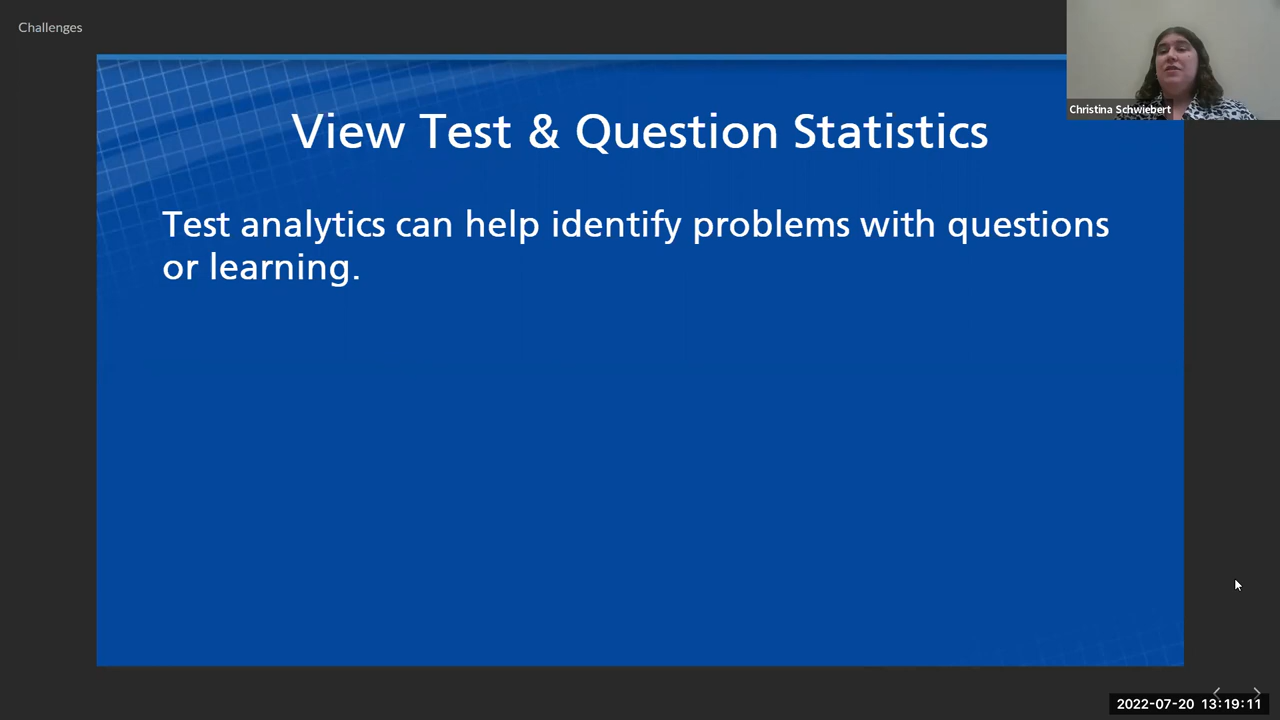 Challenges
Christina Schwiebert
View Test & Question Statistics
Test analytics can help identify problems with questions
or learning.
2022-07-20 13:19:11